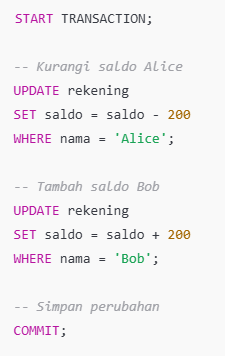 START TRANSACTION;
-- Kurangi saldo Alice
UPDATE rekening
SET saldo = saldo - 200
WHERE nama = 'Alice';
-- Tambah saldo Bob
UPDATE rekening
SET saldo = saldo + 200
WHERE nama = 'Bob';
-- Simpan perubahan
COMMIT;